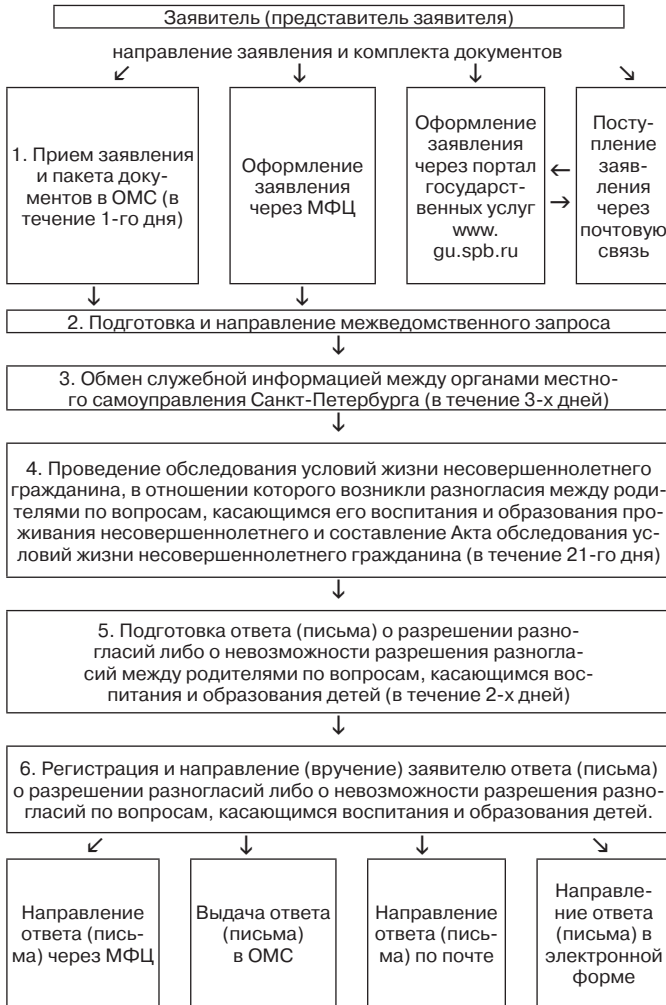 Заявитель (представитель заявителя)
направление заявления и комплекта документов
1. Прием заявления
и пакета доку-
ментов в ОМС (в
течение 1-го дня)
Оформление
заявления
через МФЦ
Оформление
заявления
через портал
государст-
венных услуг
www.
gu.spb.ru
Посту-
пление
заяв-
ления
через
почтовую
связь
2. Подготовка и направление межведомственного запроса
3. Обмен служебной информацией между органами местно-
го самоуправления Санкт-Петербурга (в течение 3-х дней)
4. Проведение обследования условий жизни несовершеннолетнего
гражданина, в отношении которого возникли разногласия между роди-
телями по вопросам, касающимся его воспитания и образования про-
живания несовершеннолетнего и составление Акта обследования ус-
ловий жизни несовершеннолетнего гражданина (в течение 21-го дня)
5. Подготовка ответа (письма) о разрешении разно-
гласий либо о невозможности разрешения разногла-
сий между родителями по вопросам, касающимся вос-
питания и образования детей (в течение 2-х дней)
6. Регистрация и направление (вручение) заявителю ответа (письма)
о разрешении разногласий либо о невозможности разрешения разно-
гласий по вопросам, касающимся воспитания и образования детей.
Направление
ответа (пись-
ма) через МФЦ
Выдача ответа
(письма)
в ОМС
Направление
ответа (пись-
ма) по почте
Направле-
ние ответа
(письма) в
электронной
форме